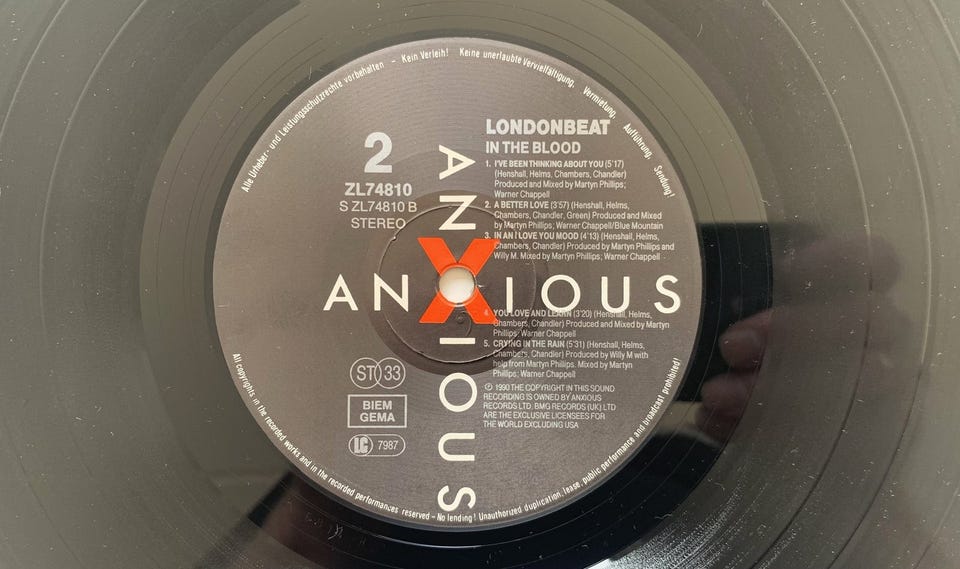 Alle Urheber- und Leistungsschutzrechte vorbehalten – Kein Verleih! Keine unerlaubte Vervielfältigung, Vermietung, Aufführung, Sendung!
2
ZL74810
S ZL74810 B
STEREO
LONDONBEAT
IN THE BLOOD
1. I'VE BEEN THINKING ABOUT YOU (5'17)
(Henshall, Helms, Chambers, Chandler)
Produced and Mixed by Martyn Phillips;
Warner Chappell
2. A BETTER LOVE (3'57) (Henshall, Helms,
Chambers, Chandler, Green) Produced and Mixed
by Martyn Phillips; Warner Chappell/Blue Mountain
3. IN AN I LOVE YOU MOOD (4'13) (Henshall, Helms,
Chambers, Chandler) Produced by Martyn Phillips and
Willy M. Mixed by Martyn Phillips; Warner Chappell
ANXIOUS
ANXIOUS
4. YOU LOVE AND LEARN (3'20) (Henshall, Helms,
Chambers, Chandler) Produced and Mixed by Martyn
Phillips; Warner Chappell
5. CRYING IN THE RAIN (5'31) (Henshall, Helms,
Chambers, Chandler) Produced by Willy M with
help from Martyn Phillips. Mixed by Martyn
Phillips; Warner Chappell
℗ 1990 THE COPYRIGHT IN THIS SOUND
RECORDING IS OWNED BY ANXIOUS
RECORDS LTD. BMG RECORDS (UK) LTD
ARE THE EXCLUSIVE LICENSEES FOR
THE WORLD EXCLUDING USA
ST 33
BIEM
GEMA
LC 7987
All copyrights in the recorded works and in the recorded performances reserved – No lending! Unauthorized duplication, lease, public performance and broadcast prohibited!